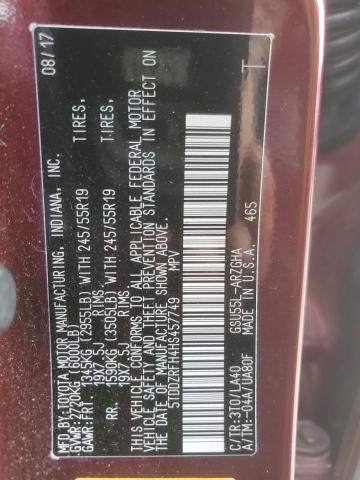 MFD. BY:TOYOTA MOTOR MANUFACTURING, INDIANA, INC. 08/17
GVWR: 2720KG (6000LB)
GAWR:FRT. 1345KG (2955LB) WITH 245/55R19 TIRES.
19X7.5J RIMS
RR. 1590KG (3505LB) WITH 245/55R19 TIRES.
19X7.5J RIMS
THIS VEHICLE CONFORMS TO ALL APPLICABLE FEDERAL MOTOR
VEHICLE SAFETY AND THEFT PREVENTION STANDARDS IN EFFECT ON
THE DATE OF MANUFACTURE SHOWN ABOVE.
5TDDZRFH4HS457749 MPV
C/TR:3T0/LA40 GSU55L-ARZGHA
A/TM:-04A/UA80F MADE IN U.S.A. 465